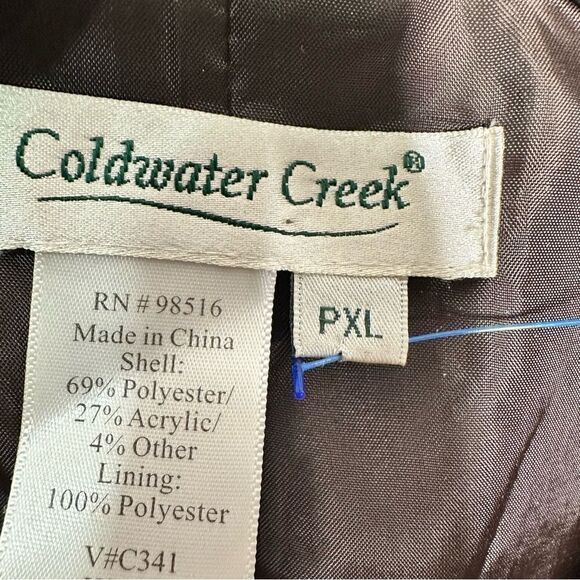 Coldwater Creek®
PXL
RN # 98516
Made in China
Shell:
69% Polyester/
27% Acrylic/
4% Other
Lining:
100% Polyester
V#C341